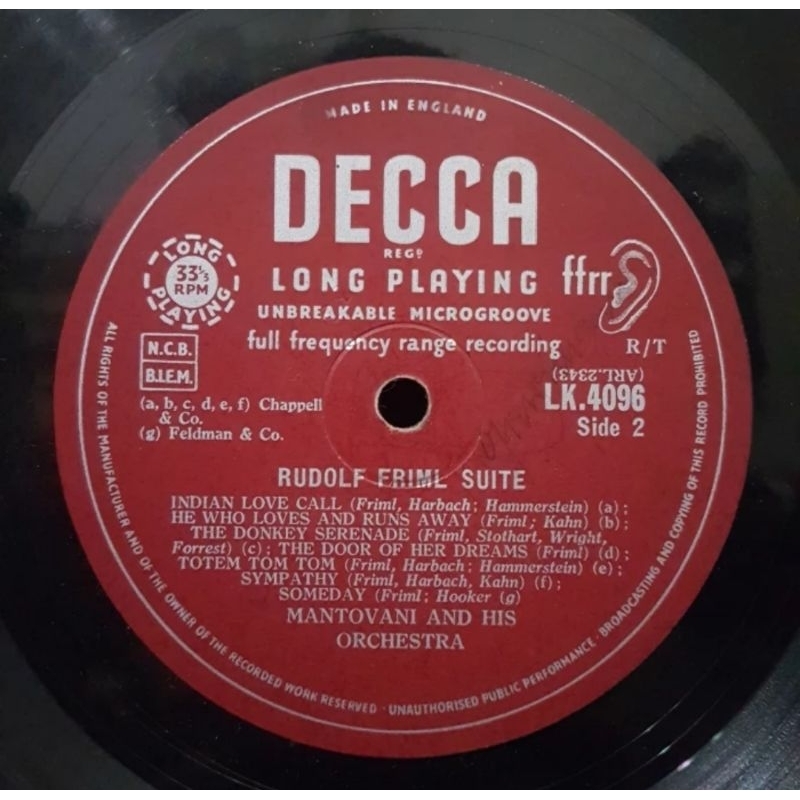 MADE IN ENGLAND
DECCA
REGD
LONG PLAYING
33⅓ RPM
LONG PLAYING
ffrr
UNBREAKABLE MICROGROOVE
full frequency range recording
R/T
N.C.B.
B.I.E.M.
(ARL.2343)
LK.4096
Side 2
(a, b, c, d, e, f) Chappell
& Co.
(g) Feldman & Co.
RUDOLF FRIML SUITE
INDIAN LOVE CALL (Friml, Harbach; Hammerstein) (a);
HE WHO LOVES AND RUNS AWAY (Friml; Kahn) (b);
THE DONKEY SERENADE (Friml, Stothart, Wright,
Forrest) (c); THE DOOR OF HER DREAMS (Friml) (d);
TOTEM TOM TOM (Friml, Harbach; Hammerstein) (e);
SYMPATHY (Friml, Harbach, Kahn) (f);
SOMEDAY (Friml; Hooker (g)
MANTOVANI AND HIS
ORCHESTRA
ALL RIGHTS OF THE MANUFACTURER AND OF THE OWNER OF THE RECORDED WORK RESERVED · UNAUTHORISED PUBLIC PERFORMANCE · BROADCASTING AND COPYING OF THIS RECORD PROHIBITED